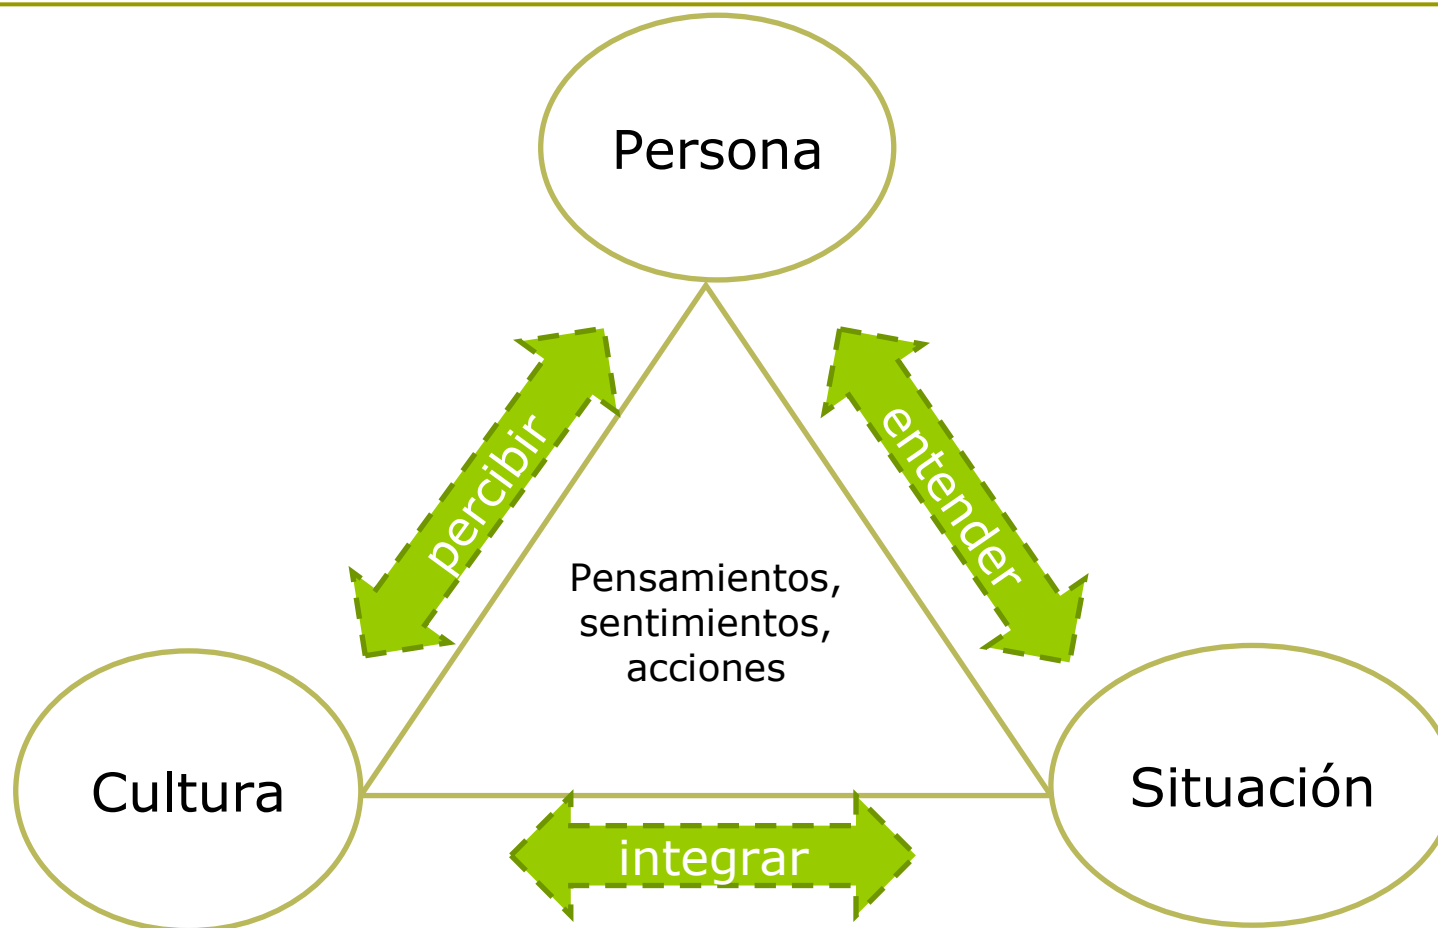 Persona
percibir
entender
Pensamientos,
sentimientos,
acciones
Cultura
Situación
integrar